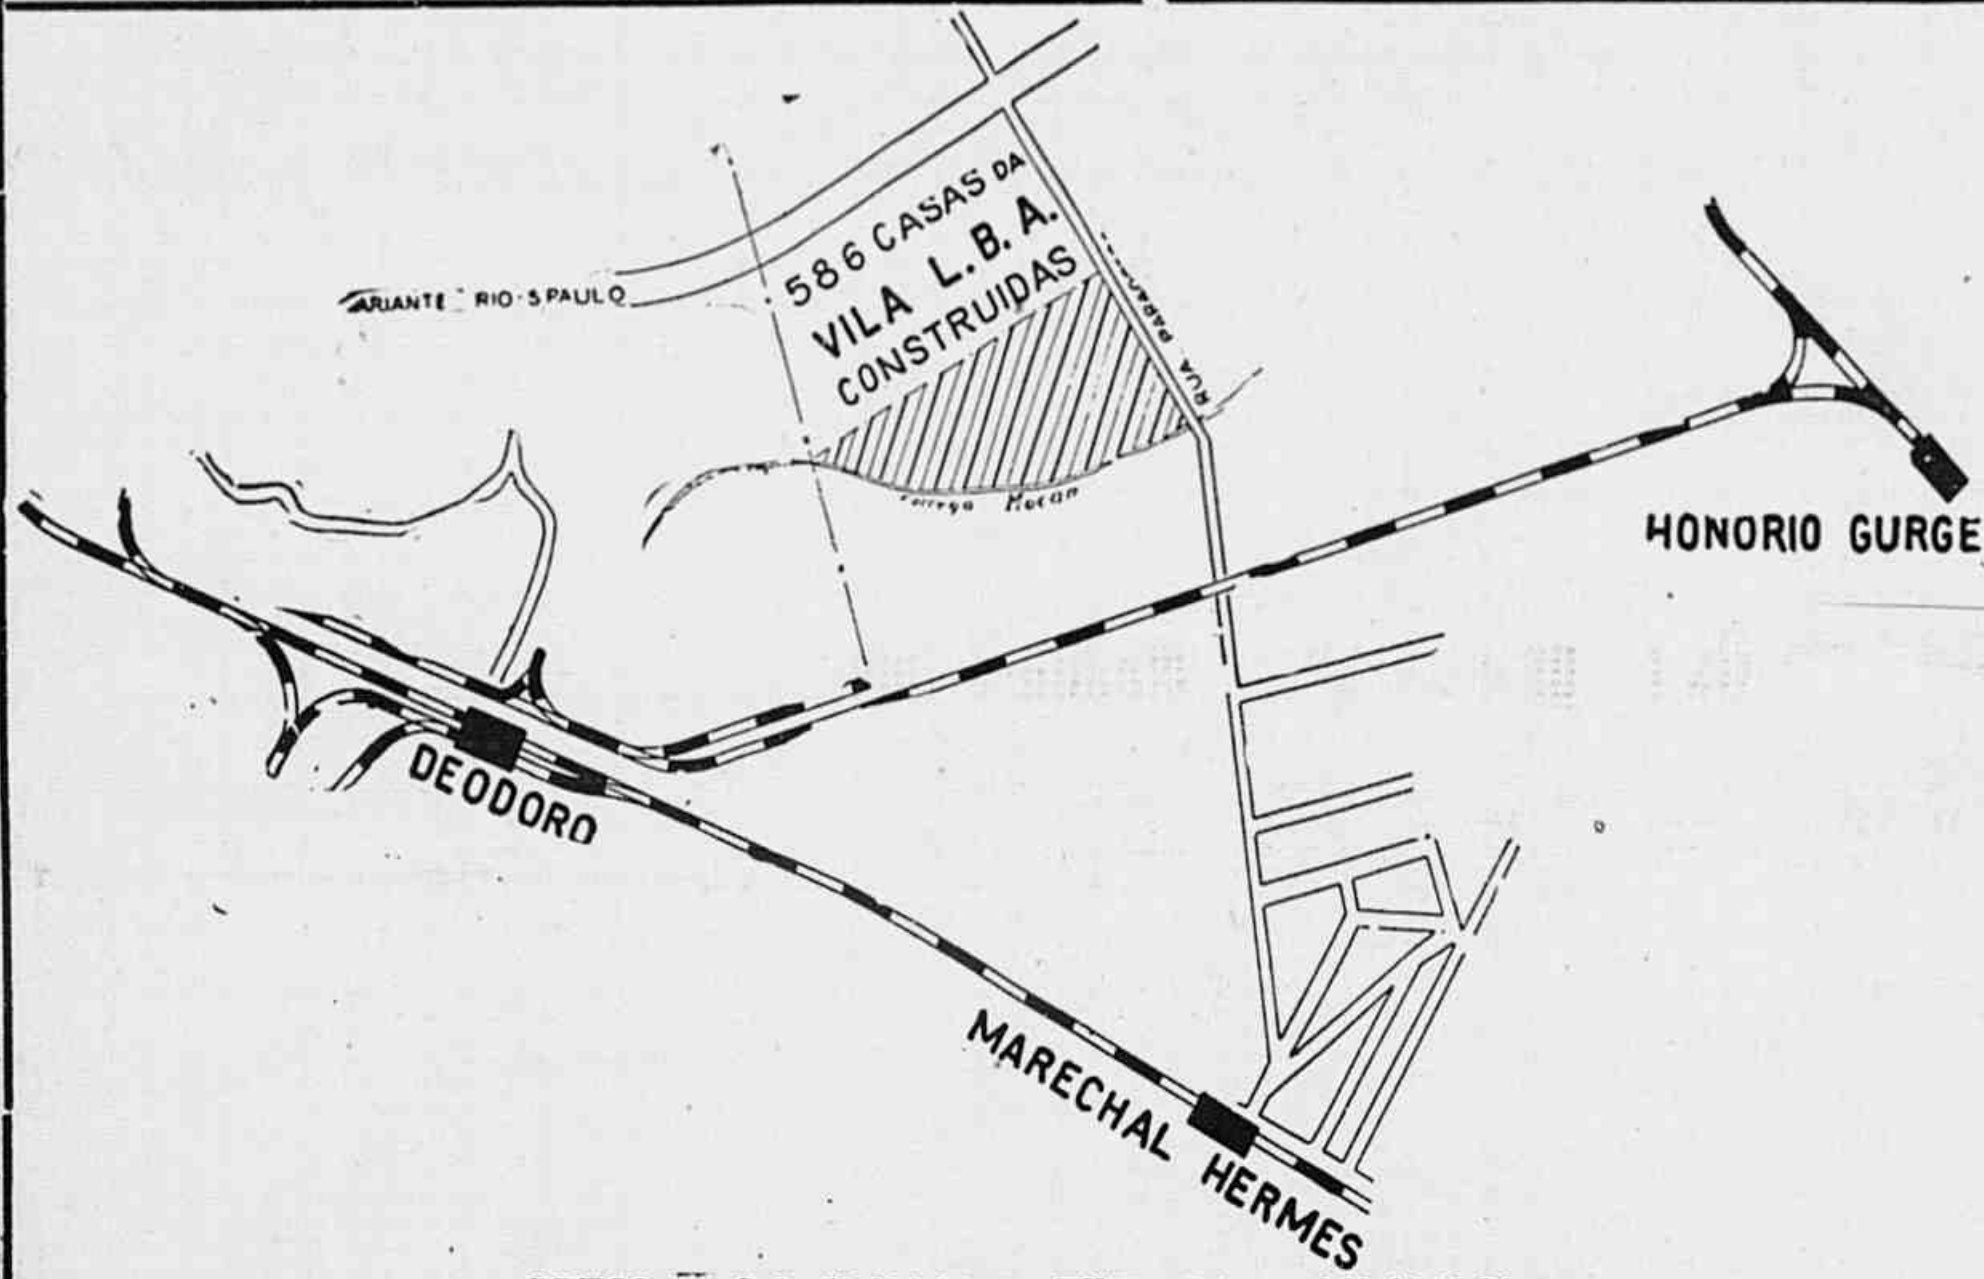 586 CASAS DA
VILA L.B.A.
CONSTRUIDAS
ARIANTE RIO-S PAULO
RUA
HONORIO GURGE
DEODORO
MARECHAL HERMES